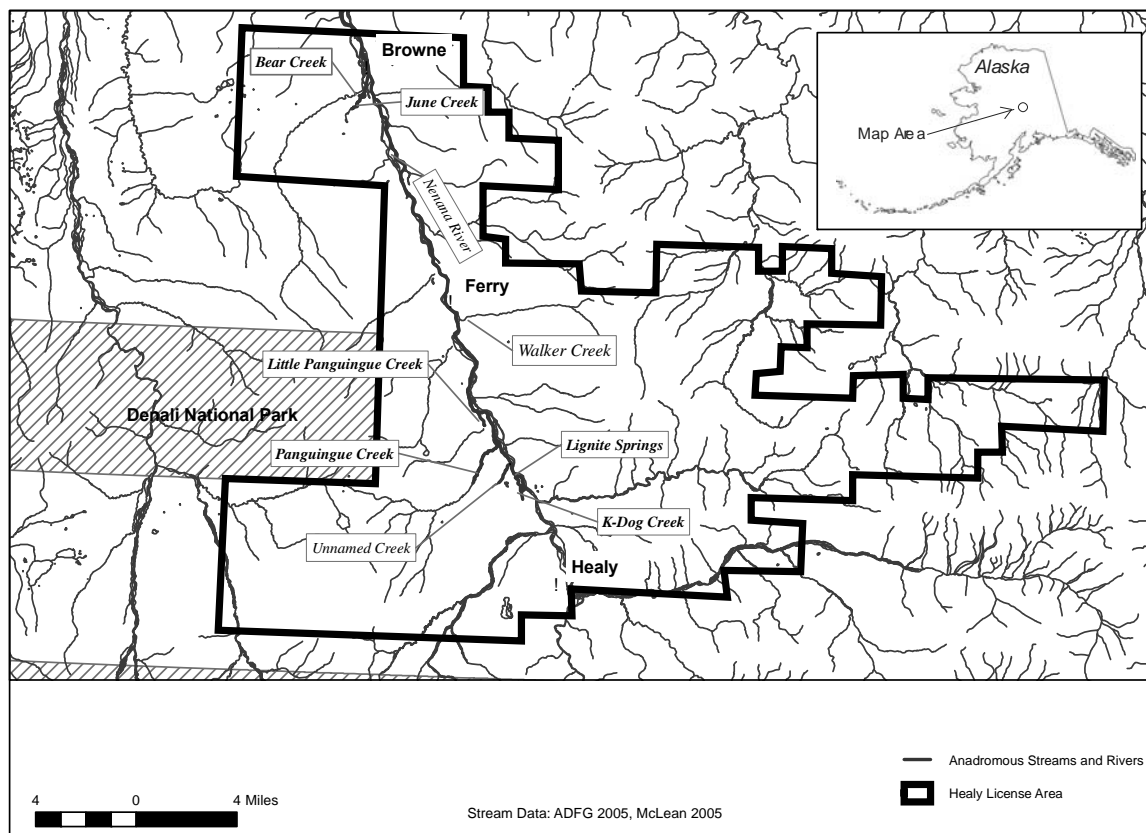 Browne
Bear Creek
June Creek
Alaska
Map Area
Nenana River
Ferry
Walker Creek
Little Panguingue Creek
Denali National Park
Panguingue Creek
Lignite Springs
K-Dog Creek
Unnamed Creek
Healy
Anadromous Streams and Rivers
Healy License Area
4 0 4 Miles
Stream Data: ADFG 2005, McLean 2005